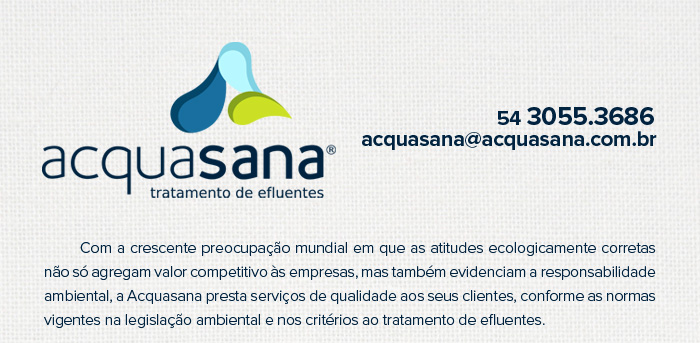 acquasana®
tratamento de efluentes
54 3055.3686
acquasana@acquasana.com.br
Com a crescente preocupação mundial em que as atitudes ecologicamente corretas
não só agregam valor competitivo às empresas, mas também evidenciam a responsabilidade
ambiental, a Acquasana presta serviços de qualidade aos seus clientes, conforme as normas
vigentes na legislação ambiental e nos critérios ao tratamento de efluentes.